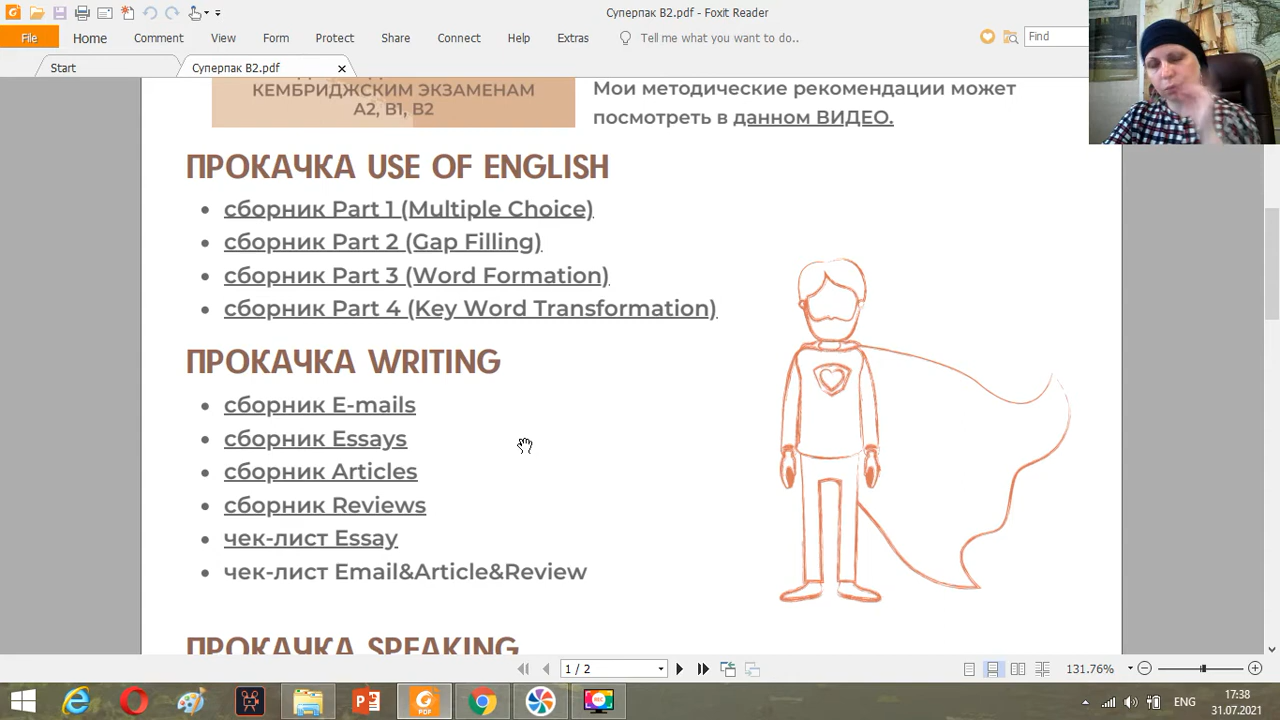 Суперпак B2.pdf - Foxit Reader
File Home Comment View Form Protect Share Connect Help Extras Tell me what you want to do.. Find
Start Суперпак B2.pdf
КЕМБРИДЖСКИМ ЭКЗАМЕНАМ
A2, B1, B2
Мои методические рекомендации может
посмотреть в данном ВИДЕО.
ПРОКАЧКА USE OF ENGLISH
• сборник Part 1 (Multiple Choice)
• сборник Part 2 (Gap Filling)
• сборник Part 3 (Word Formation)
• сборник Part 4 (Key Word Transformation)
ПРОКАЧКА WRITING
• сборник E-mails
• сборник Essays
• сборник Articles
• сборник Reviews
• чек-лист Essay
• чек-лист Email&Article&Review
ПРОКАЧКА SPEAKING
1 / 2
131.76%
ENG
17:38
31.07.2021